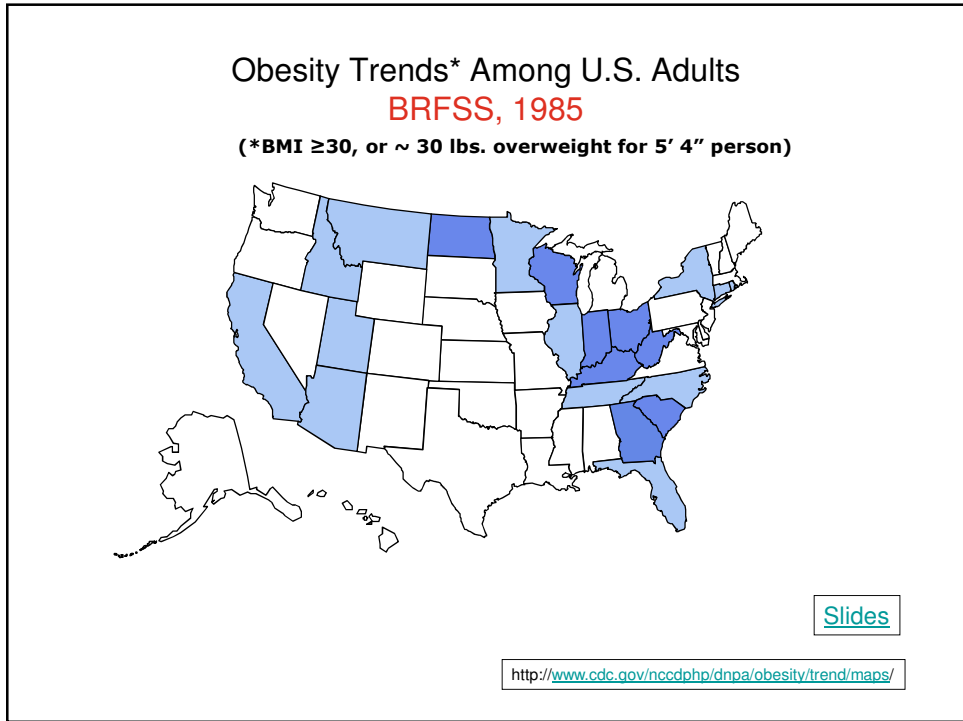 Obesity Trends* Among U.S. Adults
BRFSS, 1985
(*BMI ≥30, or ~ 30 lbs. overweight for 5’ 4” person)
Slides
http://www.cdc.gov/nccdphp/dnpa/obesity/trend/maps/